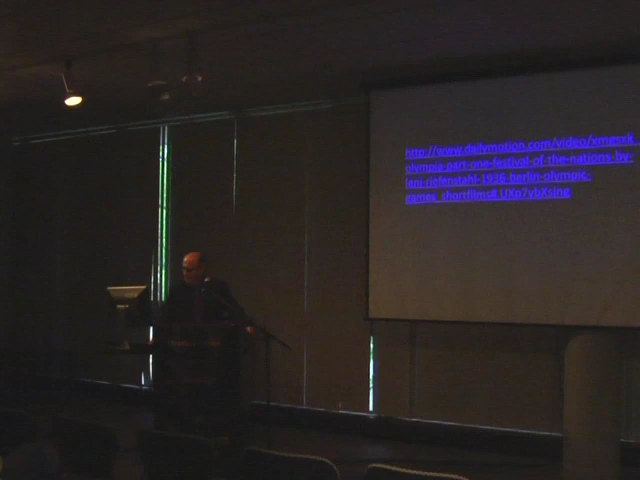 http://www.dailymotion.com/video/xmgsxk_
olympia-part-one-festival-of-the-nations-by-
leni-riefenstahl-1936-berlin-olympic-
games_shortfilms#.UXp7ybXsing